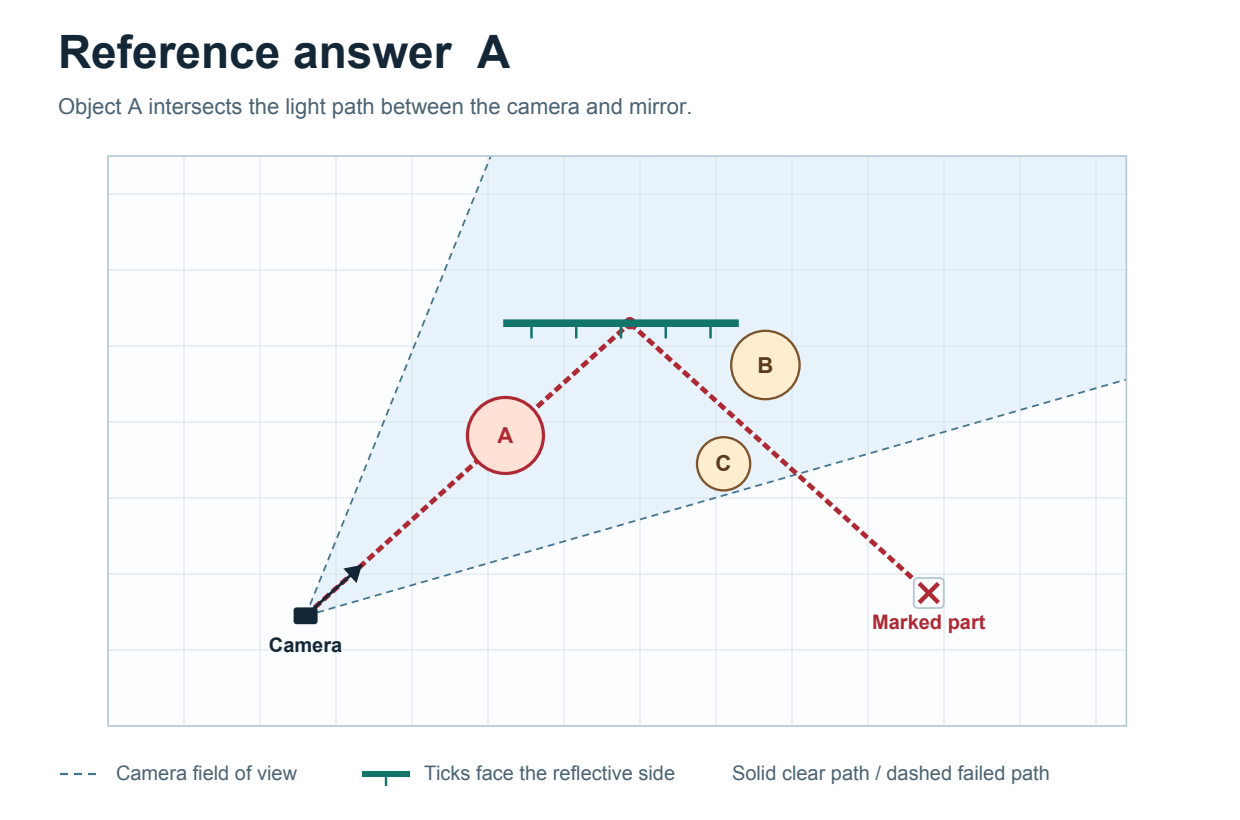 Reference answer  A
Object A intersects the light path between the camera and mirror.
B
A
C
Marked part
Camera
Camera field of view
Ticks face the reflective side
Solid clear path / dashed failed path